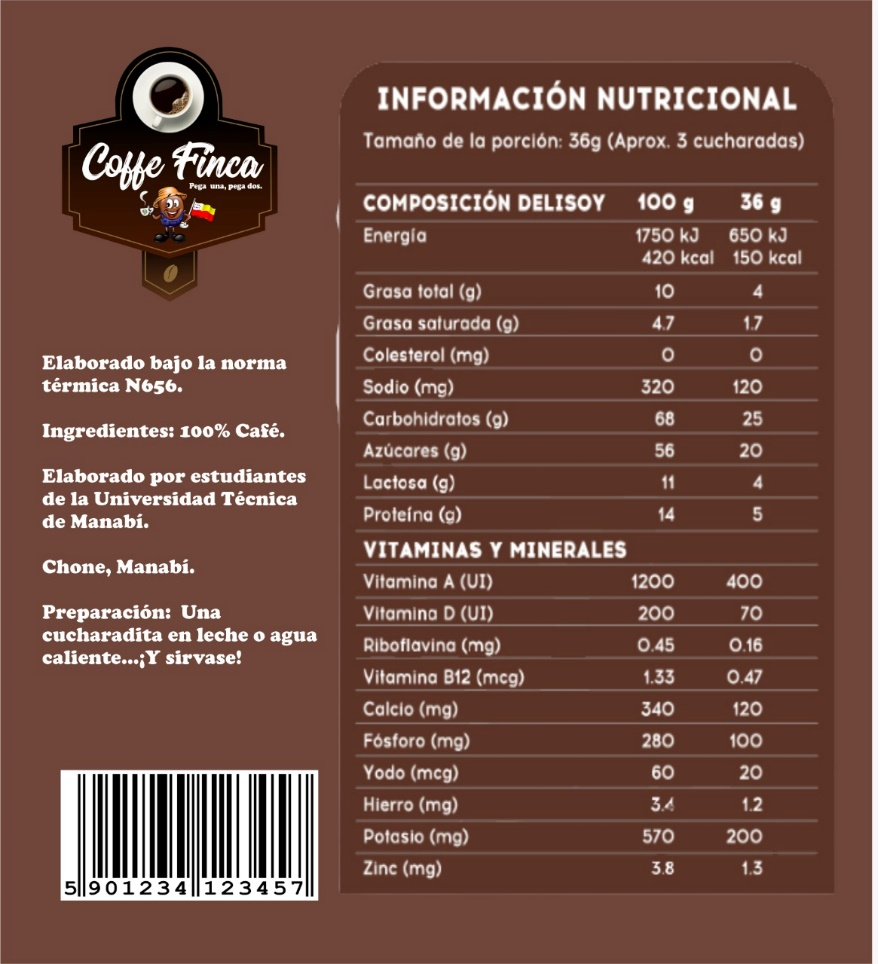 Coffe Finca
Pega una, pega dos.
Elaborado bajo la norma
térmica N656.
Ingredientes: 100% Café.
Elaborado por estudiantes
de la Universidad Técnica
de Manabí.
Chone, Manabí.
Preparación: Una
cucharadita en leche o agua
caliente...¡Y sirvase!
5 901234 123457
INFORMACIÓN NUTRICIONAL
Tamaño de la porción: 36g (Aprox. 3 cucharadas)
COMPOSICIÓN DELISOY 100 g 36 g
Energía 1750 kJ 650 kJ
420 kcal 150 kcal
Grasa total (g) 10 4
Grasa saturada (g) 4.7 1.7
Colesterol (mg) 0 0
Sodio (mg) 320 120
Carbohidratos (g) 68 25
Azúcares (g) 56 20
Lactosa (g) 11 4
Proteína (g) 14 5
VITAMINAS Y MINERALES
Vitamina A (UI) 1200 400
Vitamina D (UI) 200 70
Riboflavina (mg) 0.45 0.16
Vitamina B12 (mcg) 1.33 0.47
Calcio (mg) 340 120
Fósforo (mg) 280 100
Yodo (mcg) 60 20
Hierro (mg) 3.4 1.2
Potasio (mg) 570 200
Zinc (mg) 3.8 1.3